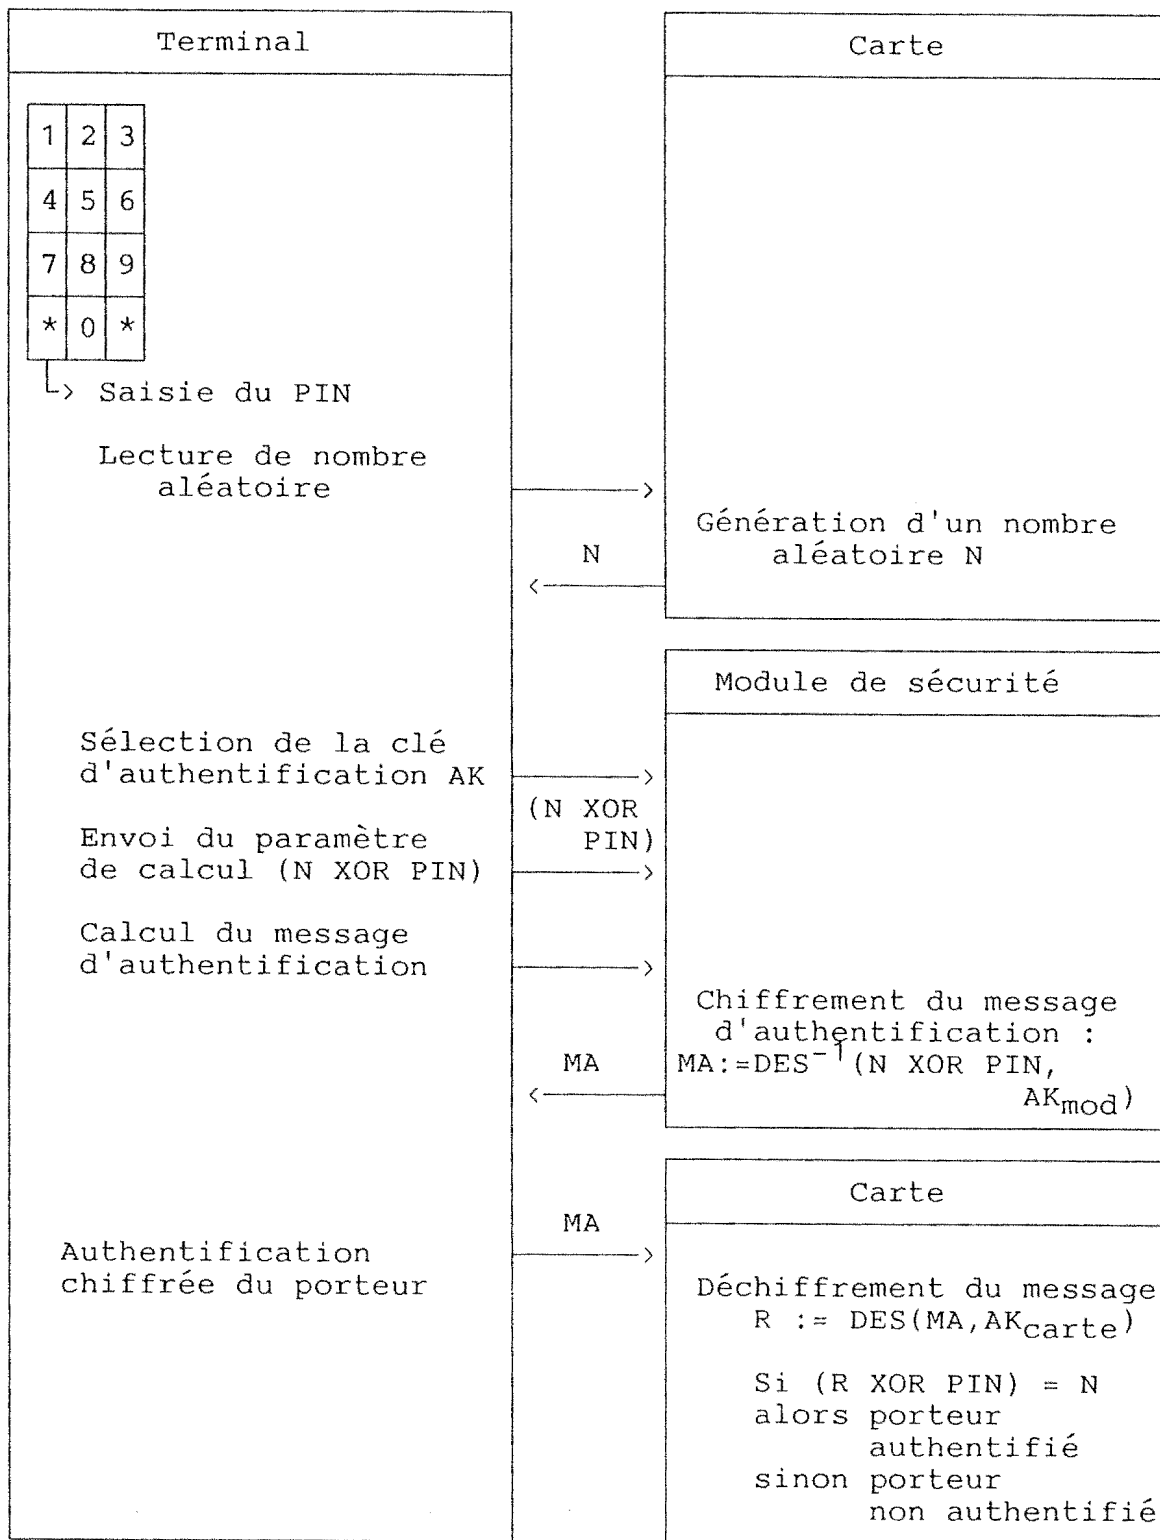 Terminal
Carte
1 2 3
4 5 6
7 8 9
* 0 *
Saisie du PIN
Lecture de nombre
aléatoire
Génération d'un nombre
aléatoire N
N
Module de sécurité
Sélection de la clé
d'authentification AK
(N XOR
PIN)
Envoi du paramètre
de calcul (N XOR PIN)
Calcul du message
d'authentification
Chiffrement du message
d'authentification :
MA:=DES⁻¹(N XOR PIN,
AKmod)
MA
Carte
MA
Authentification
chiffrée du porteur
Déchiffrement du message
R := DES(MA,AKcarte)
Si (R XOR PIN) = N
alors porteur
authentifié
sinon porteur
non authentifié